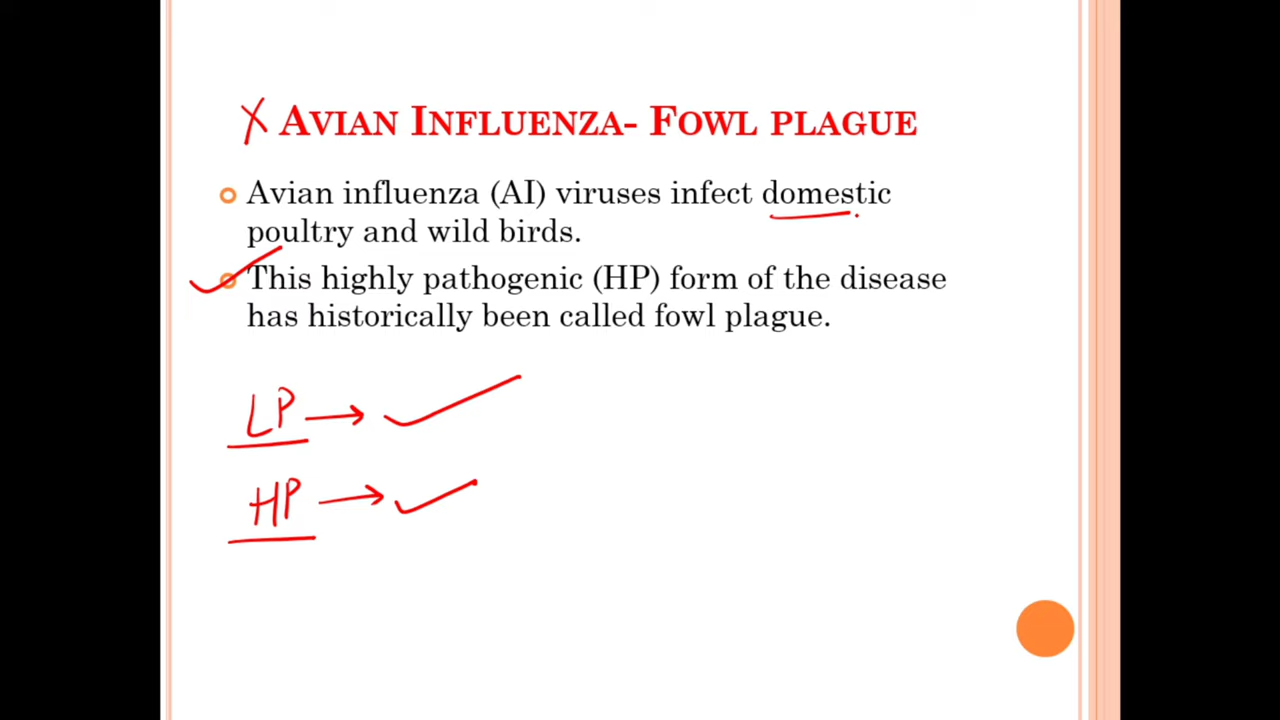 X AVIAN INFLUENZA- FOWL PLAGUE
Avian influenza (AI) viruses infect domestic
poultry and wild birds.
This highly pathogenic (HP) form of the disease
has historically been called fowl plague.
LP → ✓
HP → ✓